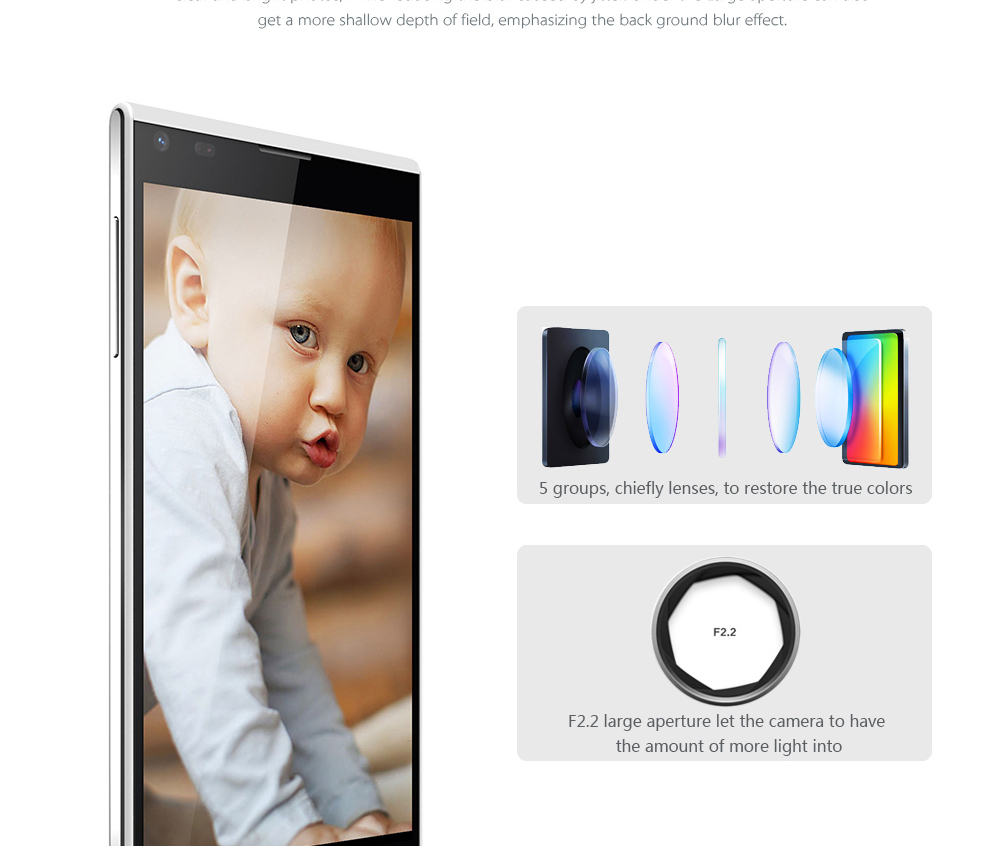 get a more shallow depth of field, emphasizing the back ground blur effect.
5 groups, chiefly lenses, to restore the true colors
F2.2
F2.2 large aperture let the camera to have
the amount of more light into